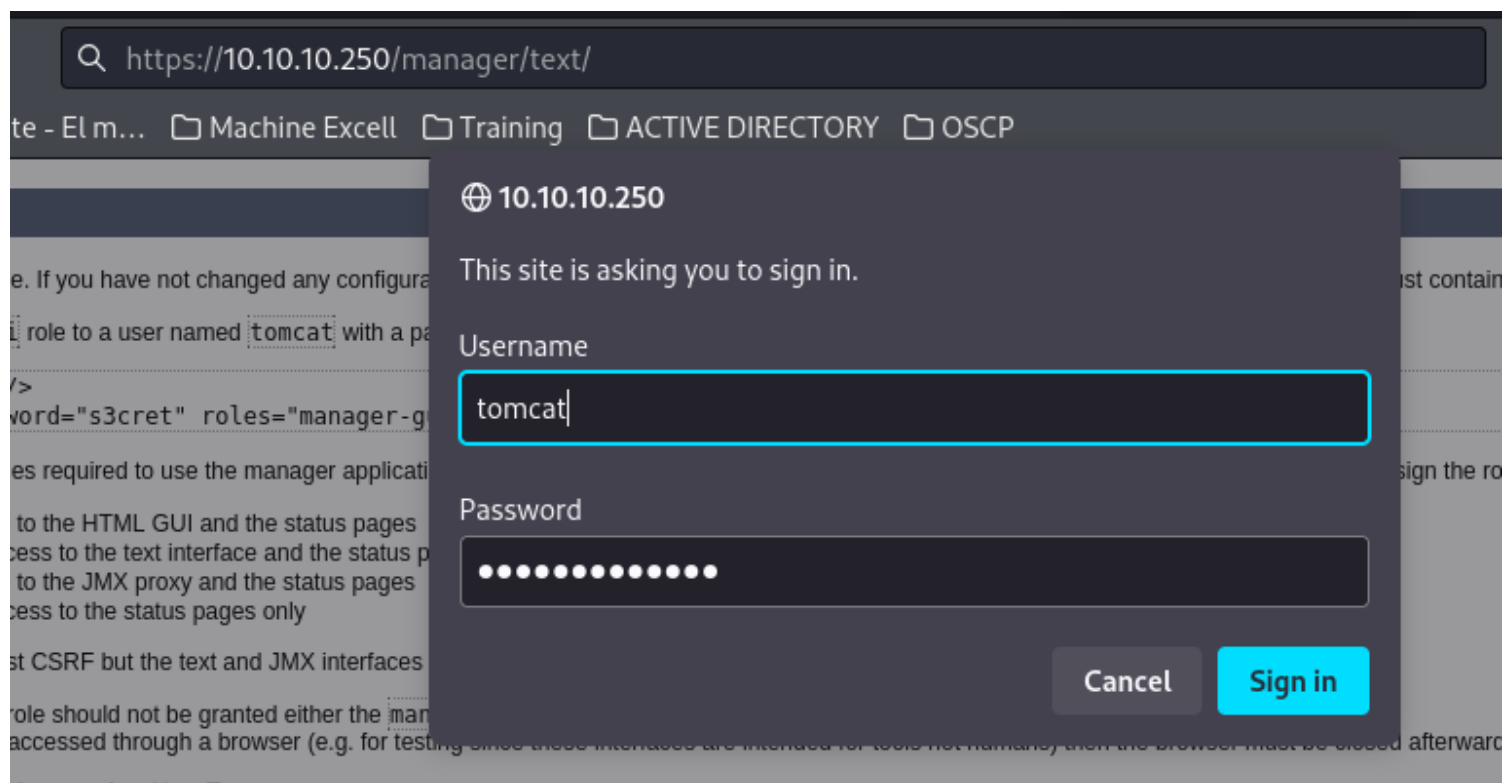 https://10.10.10.250/manager/text/
te - El m... Machine Excell Training ACTIVE DIRECTORY OSCP
10.10.10.250
This site is asking you to sign in.
Username
tomcat
Password
●●●●●●●●●●●●●
Cancel Sign in
e. If you have not changed any configura
ist contain
i role to a user named tomcat with a pa
/>
word="s3cret" roles="manager-g
es required to use the manager applicati
sign the ro
to the HTML GUI and the status pages
cess to the text interface and the status p
to the JMX proxy and the status pages
cess to the status pages only
st CSRF but the text and JMX interfaces
role should not be granted either the man
accessed through a browser (e.g. for testing since these interfaces are intended for tools not humans) then the browser must be closed afterward